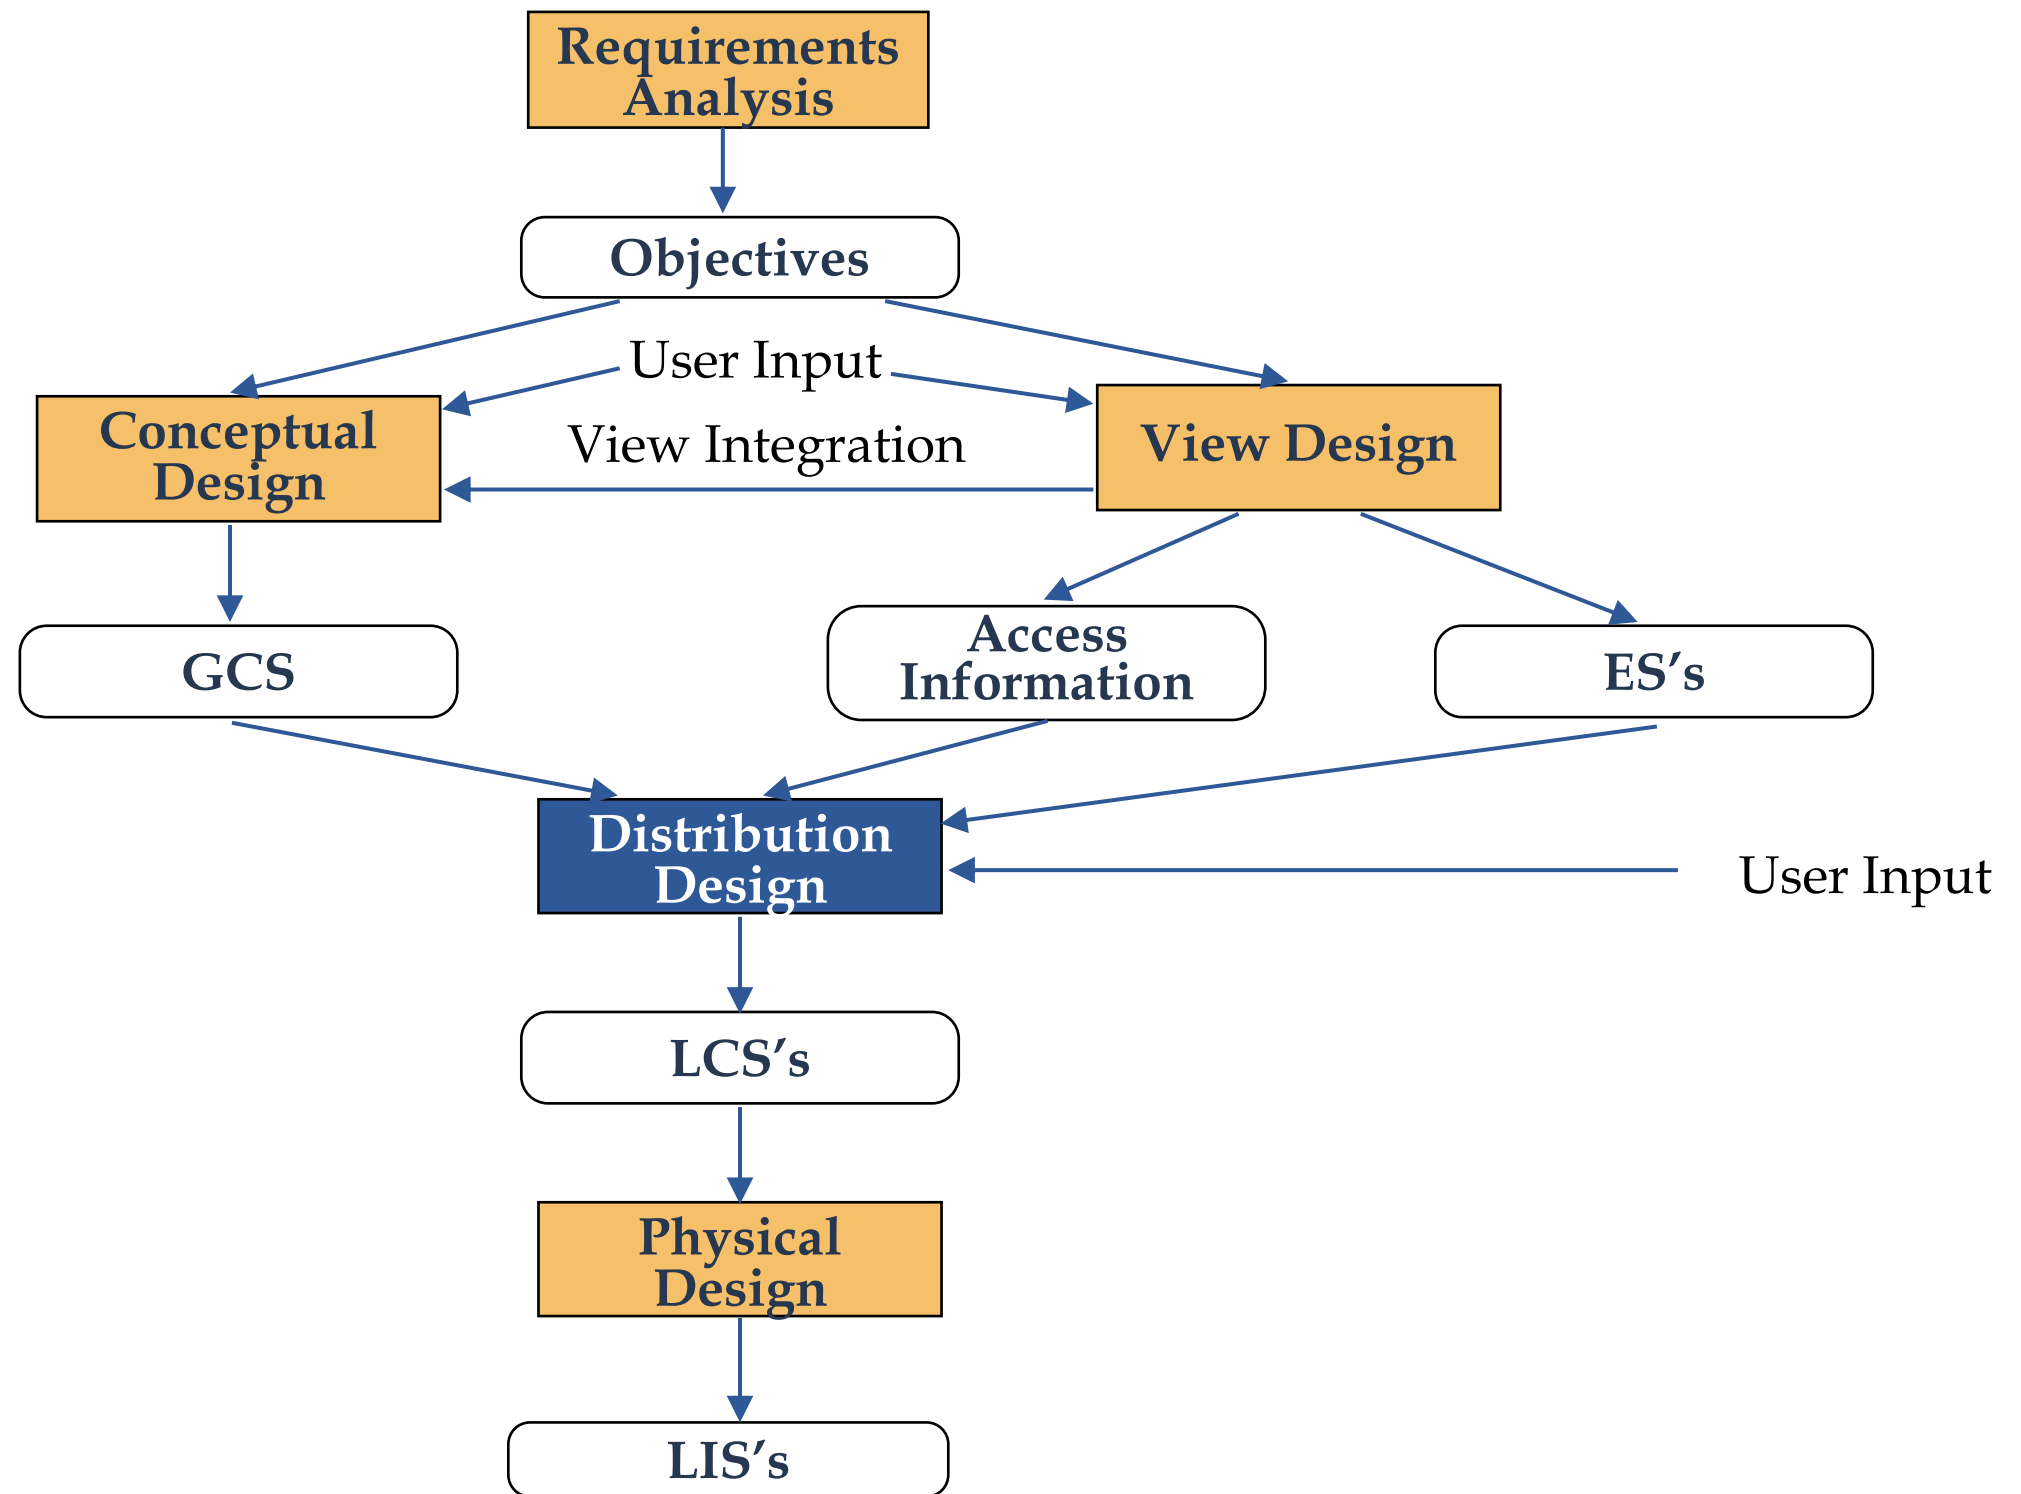 Requirements
Analysis
Objectives
User Input
Conceptual
Design
View Integration
View Design
GCS
Access
Information
ES’s
Distribution
Design
User Input
LCS’s
Physical
Design
LIS’s